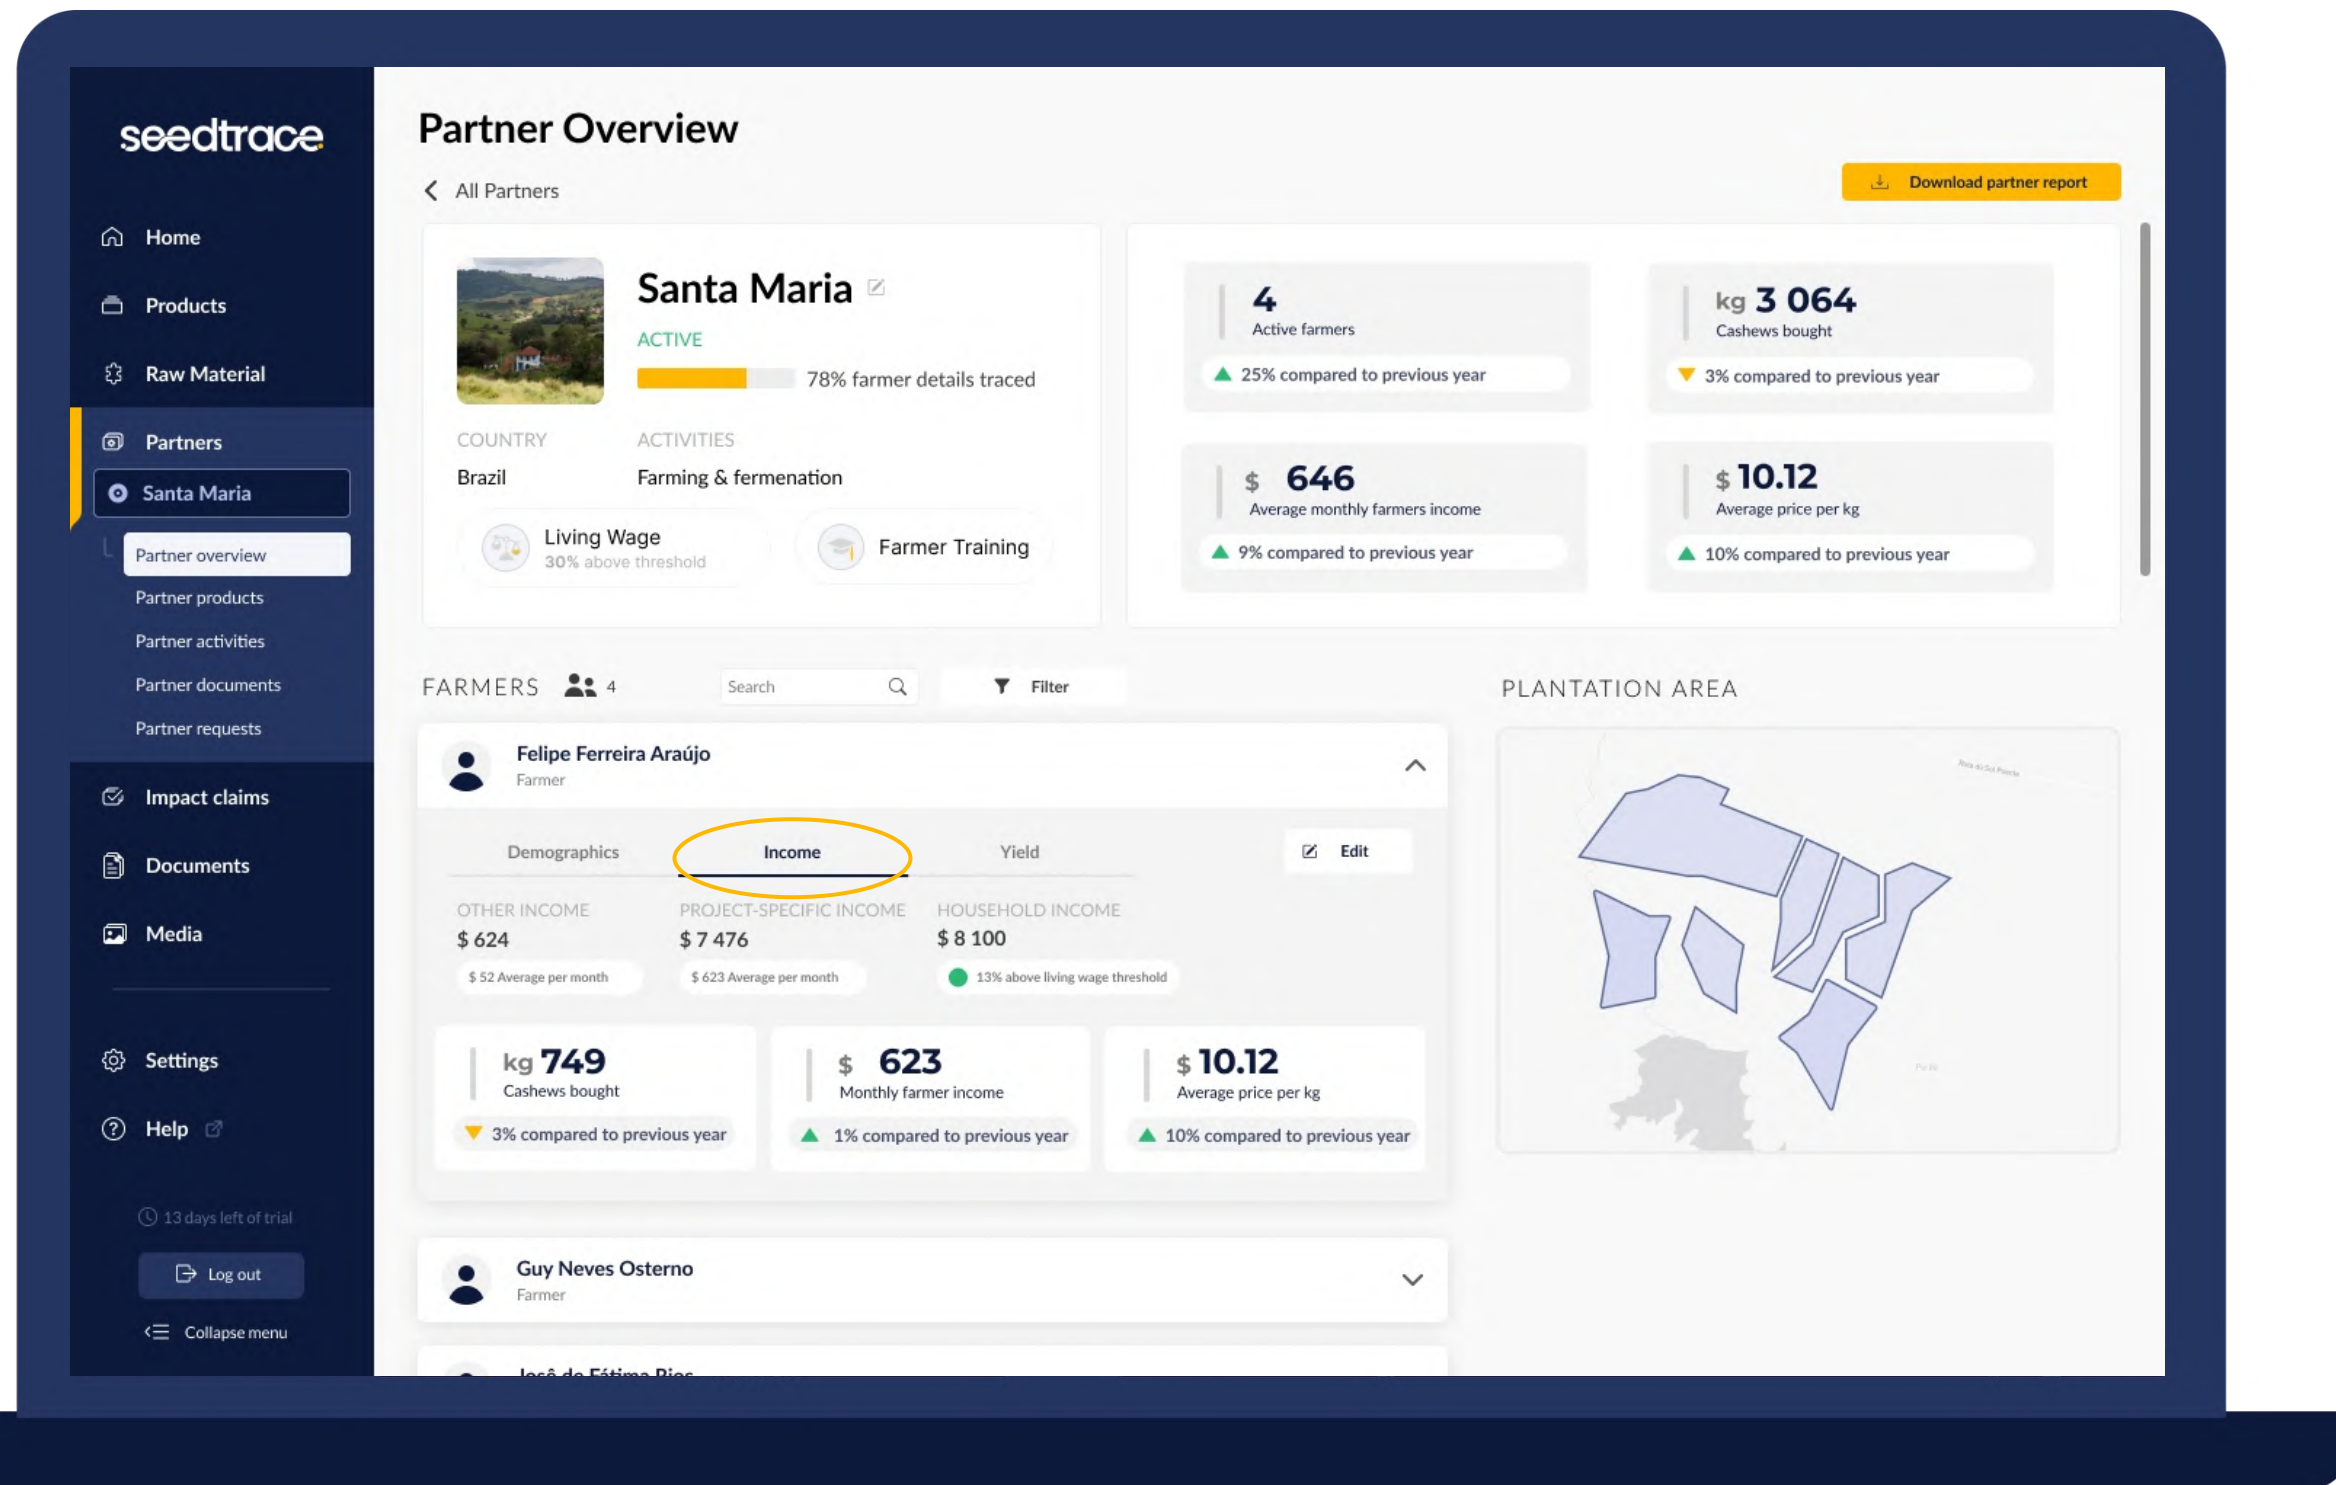 seedtrace
Home
Products
Raw Material
Partners
Santa Maria
Partner overview
Partner products
Partner activities
Partner documents
Partner requests
Impact claims
Documents
Media
Settings
Help
13 days left of trial
Log out
Collapse menu
Partner Overview
All Partners
Download partner report
Santa Maria
ACTIVE
78% farmer details traced
COUNTRY
ACTIVITIES
Brazil
Farming & fermenation
Living Wage
30% above threshold
Farmer Training
4
Active farmers
25% compared to previous year
kg 3 064
Cashews bought
3% compared to previous year
$ 646
Average monthly farmers income
9% compared to previous year
$ 10.12
Average price per kg
10% compared to previous year
FARMERS 4
Search
Filter
PLANTATION AREA
Felipe Ferreira Araújo
Farmer
Demographics
Income
Yield
Edit
OTHER INCOME
$ 624
$ 52 Average per month
PROJECT-SPECIFIC INCOME
$ 7 476
$ 623 Average per month
HOUSEHOLD INCOME
$ 8 100
13% above living wage threshold
kg 749
Cashews bought
3% compared to previous year
$ 623
Monthly farmer income
1% compared to previous year
$ 10.12
Average price per kg
10% compared to previous year
Guy Neves Osterno
Farmer